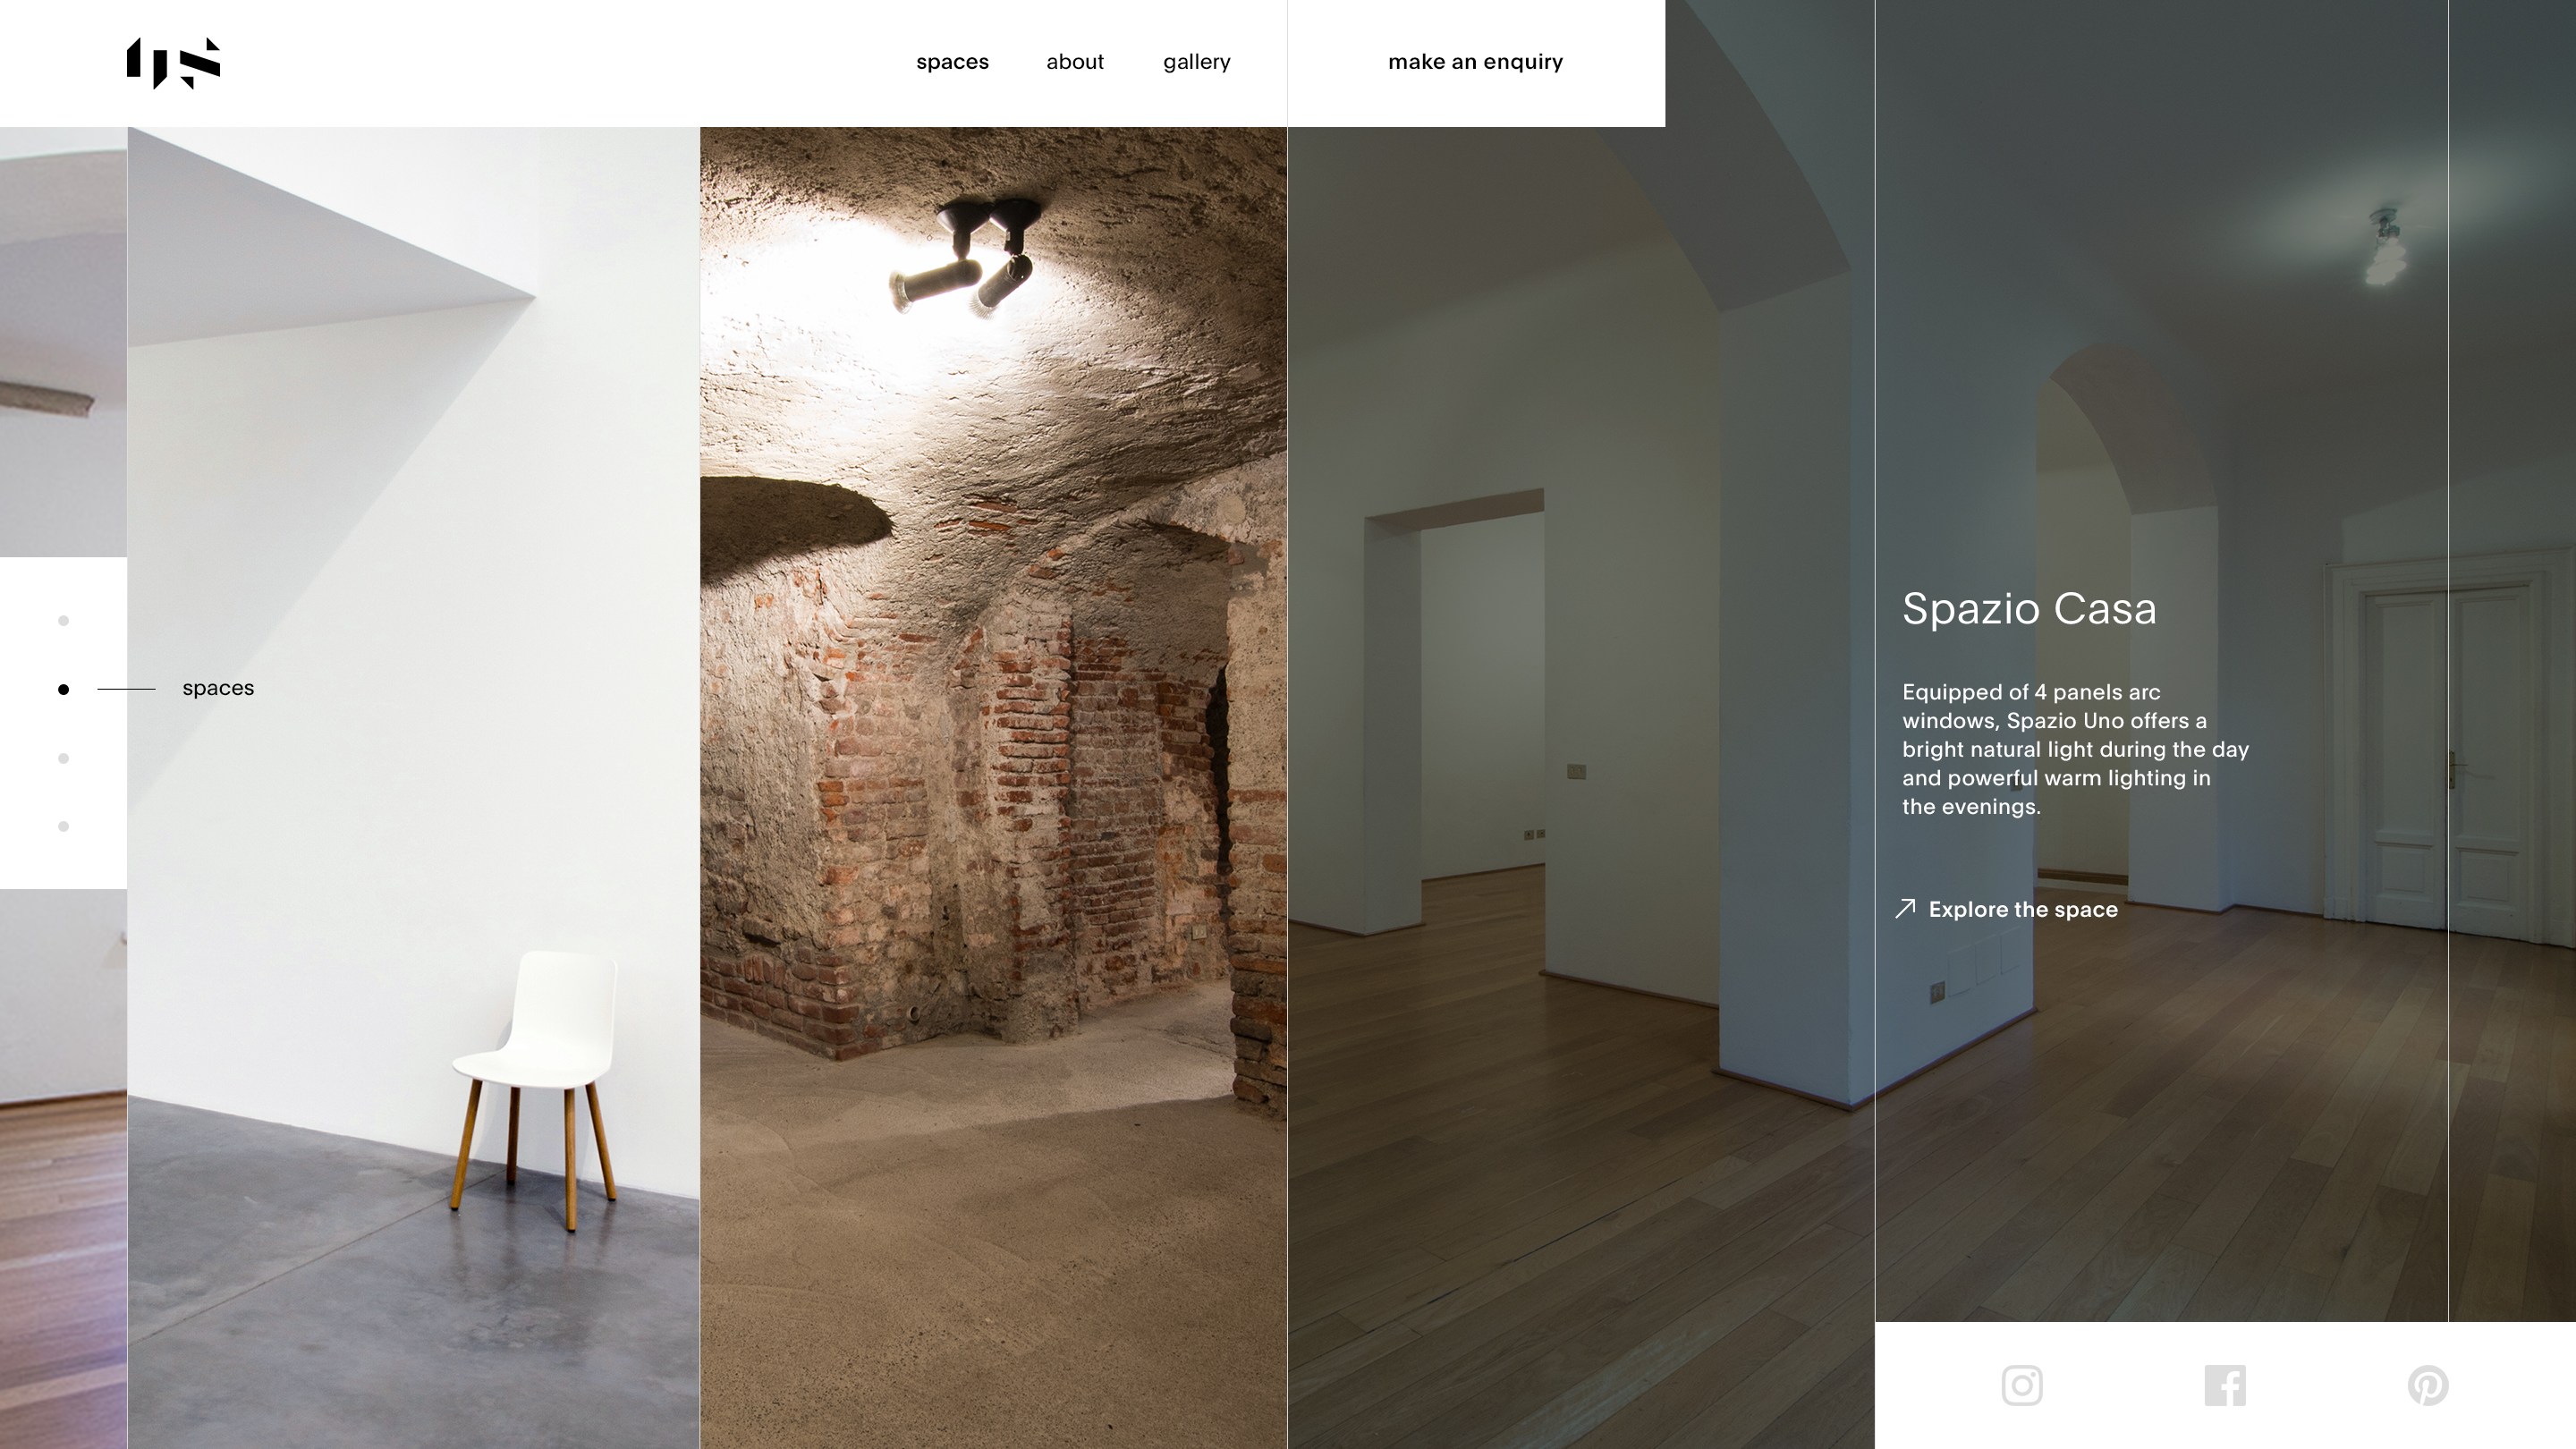 spaces
about
gallery
make an enquiry
spaces
Spazio Casa
Equipped of 4 panels arc
windows, Spazio Uno offers a
bright natural light during the day
and powerful warm lighting in
the evenings.
Explore the space